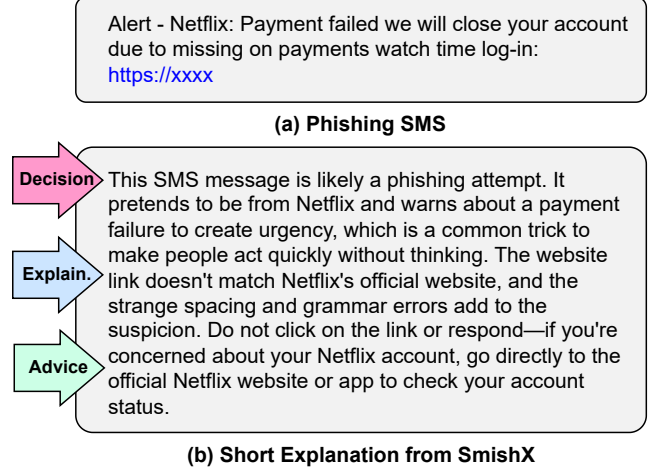 Alert - Netflix: Payment failed we will close your account
due to missing on payments watch time log-in:
https://xxxx
(a) Phishing SMS
Decision
This SMS message is likely a phishing attempt. It
pretends to be from Netflix and warns about a payment
failure to create urgency, which is a common trick to
make people act quickly without thinking. The website
Explain.
link doesn't match Netflix's official website, and the
strange spacing and grammar errors add to the
suspicion. Do not click on the link or respond—if you're
Advice
concerned about your Netflix account, go directly to the
official Netflix website or app to check your account
status.
(b) Short Explanation from SmishX